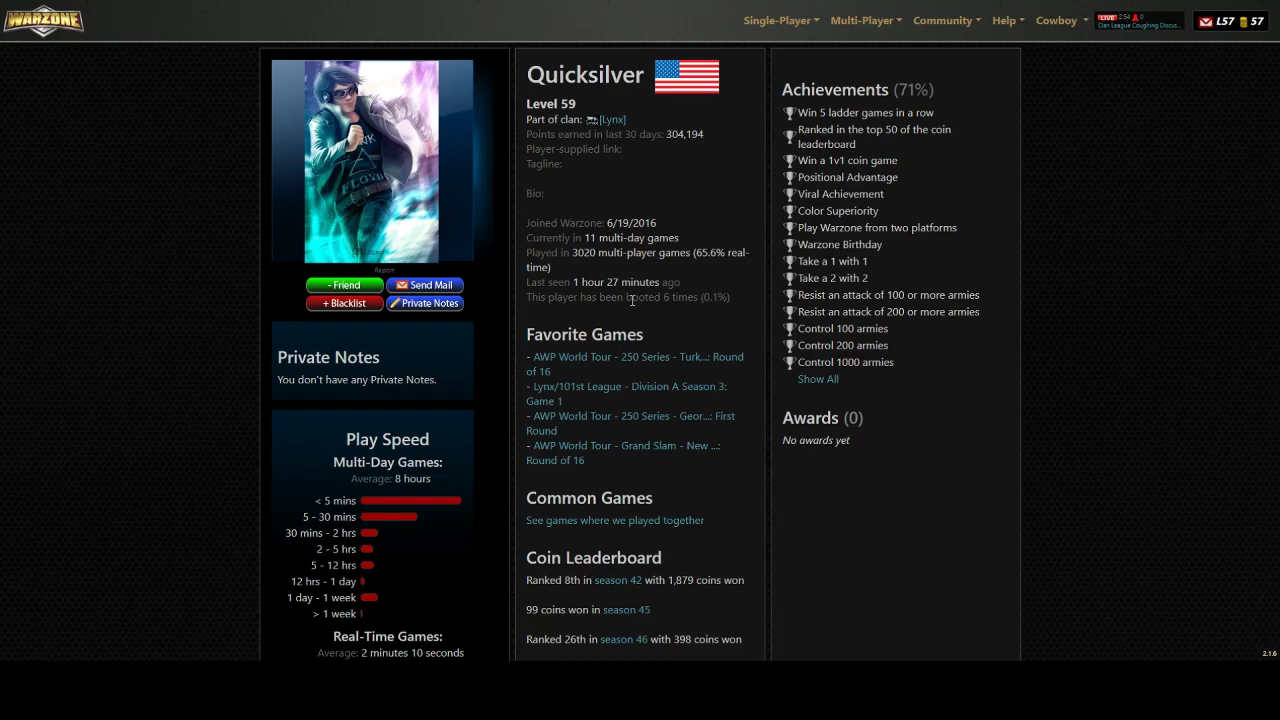 WARZONE
Single-Player
Multi-Player
Community
Help
Cowboy
LIVE 254 0
Clan League Coughing Discus...
L57 57
PINK
FLOYD
Report
- Friend
Send Mail
+ Blacklist
Private Notes
Private Notes
You don't have any Private Notes.
Play Speed
Multi-Day Games:
Average: 8 hours
< 5 mins
5 - 30 mins
30 mins - 2 hrs
2 - 5 hrs
5 - 12 hrs
12 hrs - 1 day
1 day - 1 week
> 1 week
Real-Time Games:
Average: 2 minutes 10 seconds
Quicksilver
Level 59
Part of clan: [Lynx]
Points earned in last 30 days: 304,194
Player-supplied link:
Tagline:
Bio:
Joined Warzone: 6/19/2016
Currently in 11 multi-day games
Played in 3020 multi-player games (65.6% real-
time)
Last seen 1 hour 27 minutes ago
This player has been booted 6 times (0.1%)
Favorite Games
- AWP World Tour - 250 Series - Turk...: Round
of 16
- Lynx/101st League - Division A Season 3:
Game 1
- AWP World Tour - 250 Series - Geor...: First
Round
- AWP World Tour - Grand Slam - New ...:
Round of 16
Common Games
See games where we played together
Coin Leaderboard
Ranked 8th in season 42 with 1,879 coins won
99 coins won in season 45
Ranked 26th in season 46 with 398 coins won
Achievements (71%)
Win 5 ladder games in a row
Ranked in the top 50 of the coin
leaderboard
Win a 1v1 coin game
Positional Advantage
Viral Achievement
Color Superiority
Play Warzone from two platforms
Warzone Birthday
Take a 1 with 1
Take a 2 with 2
Resist an attack of 100 or more armies
Resist an attack of 200 or more armies
Control 100 armies
Control 200 armies
Control 1000 armies
Show All
Awards (0)
No awards yet
2.1.6